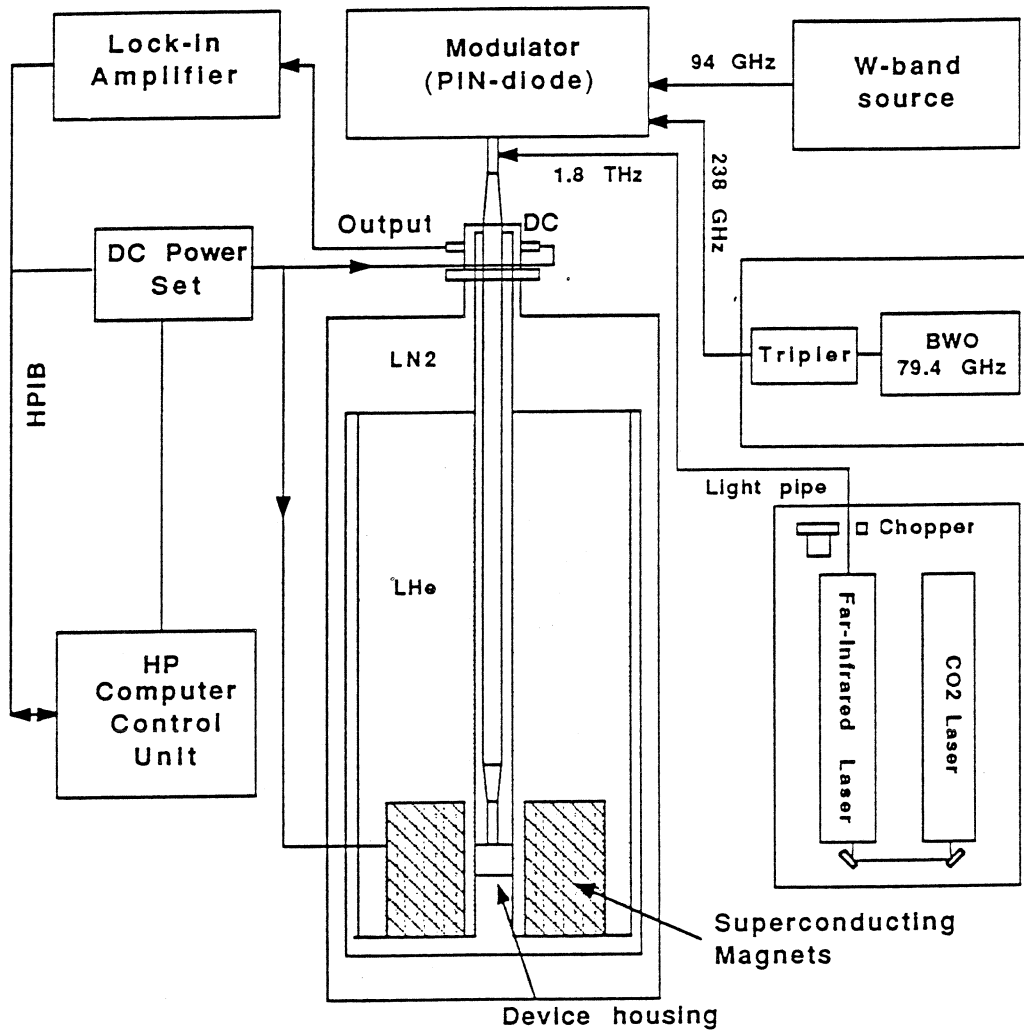 Lock-in
Amplifier
Modulator
(PIN-diode)
94 GHz
W-band
source
1.8 THz
238 GHz
Output
DC
DC Power
Set
HPIB
LN2
Tripler
BWO
79.4 GHz
Light pipe
Chopper
LHe
Far-Infrared Laser
CO2 Laser
HP
Computer
Control
Unit
Superconducting
Magnets
Device housing